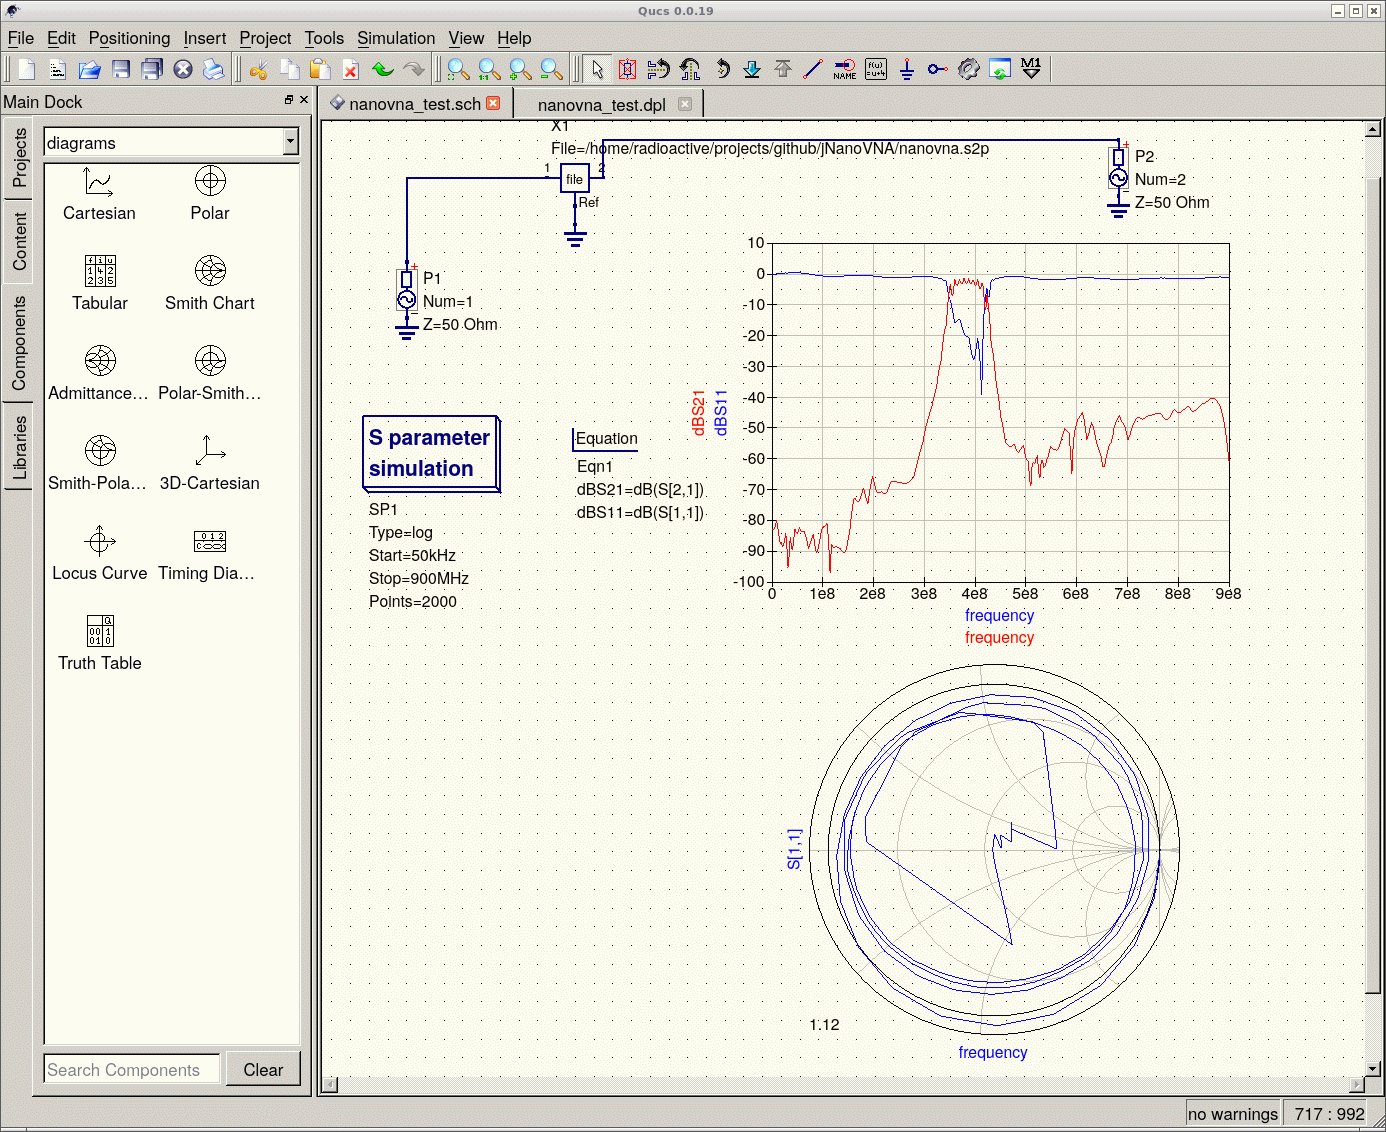 Qucs 0.0.19
File Edit Positioning Insert Project Tools Simulation View Help
NAME
f(u)
=u+4
M1
Main Dock
nanovna_test.sch
nanovna_test.dpl
Projects
Content
Components
Libraries
diagrams
Cartesian
Polar
Tabular
Smith Chart
Admittance...
Polar-Smith...
Smith-Pola...
3D-Cartesian
Locus Curve
Timing Dia...
Truth Table
Search Components
Clear
X1
File=/home/radioactive/projects/github/jNanoVNA/nanovna.s2p
1
file
2
Ref
P1
Num=1
Z=50 Ohm
P2
Num=2
Z=50 Ohm
S parameter
simulation
SP1
Type=log
Start=50kHz
Stop=900MHz
Points=2000
Equation
Eqn1
dBS21=dB(S[2,1])
dBS11=dB(S[1,1])
dBS21
dBS11
10
0
-10
-20
-30
-40
-50
-60
-70
-80
-90
-100
0 1e8 2e8 3e8 4e8 5e8 6e8 7e8 8e8 9e8
frequency
frequency
S[1,1]
1.12
frequency
no warnings
717 : 992